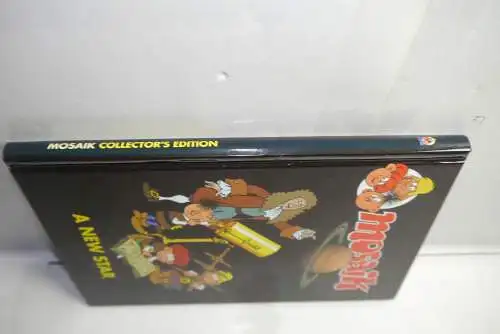 MOSAIK COLLECTOR'S EDITION
MOSAIK
A NEW STAR